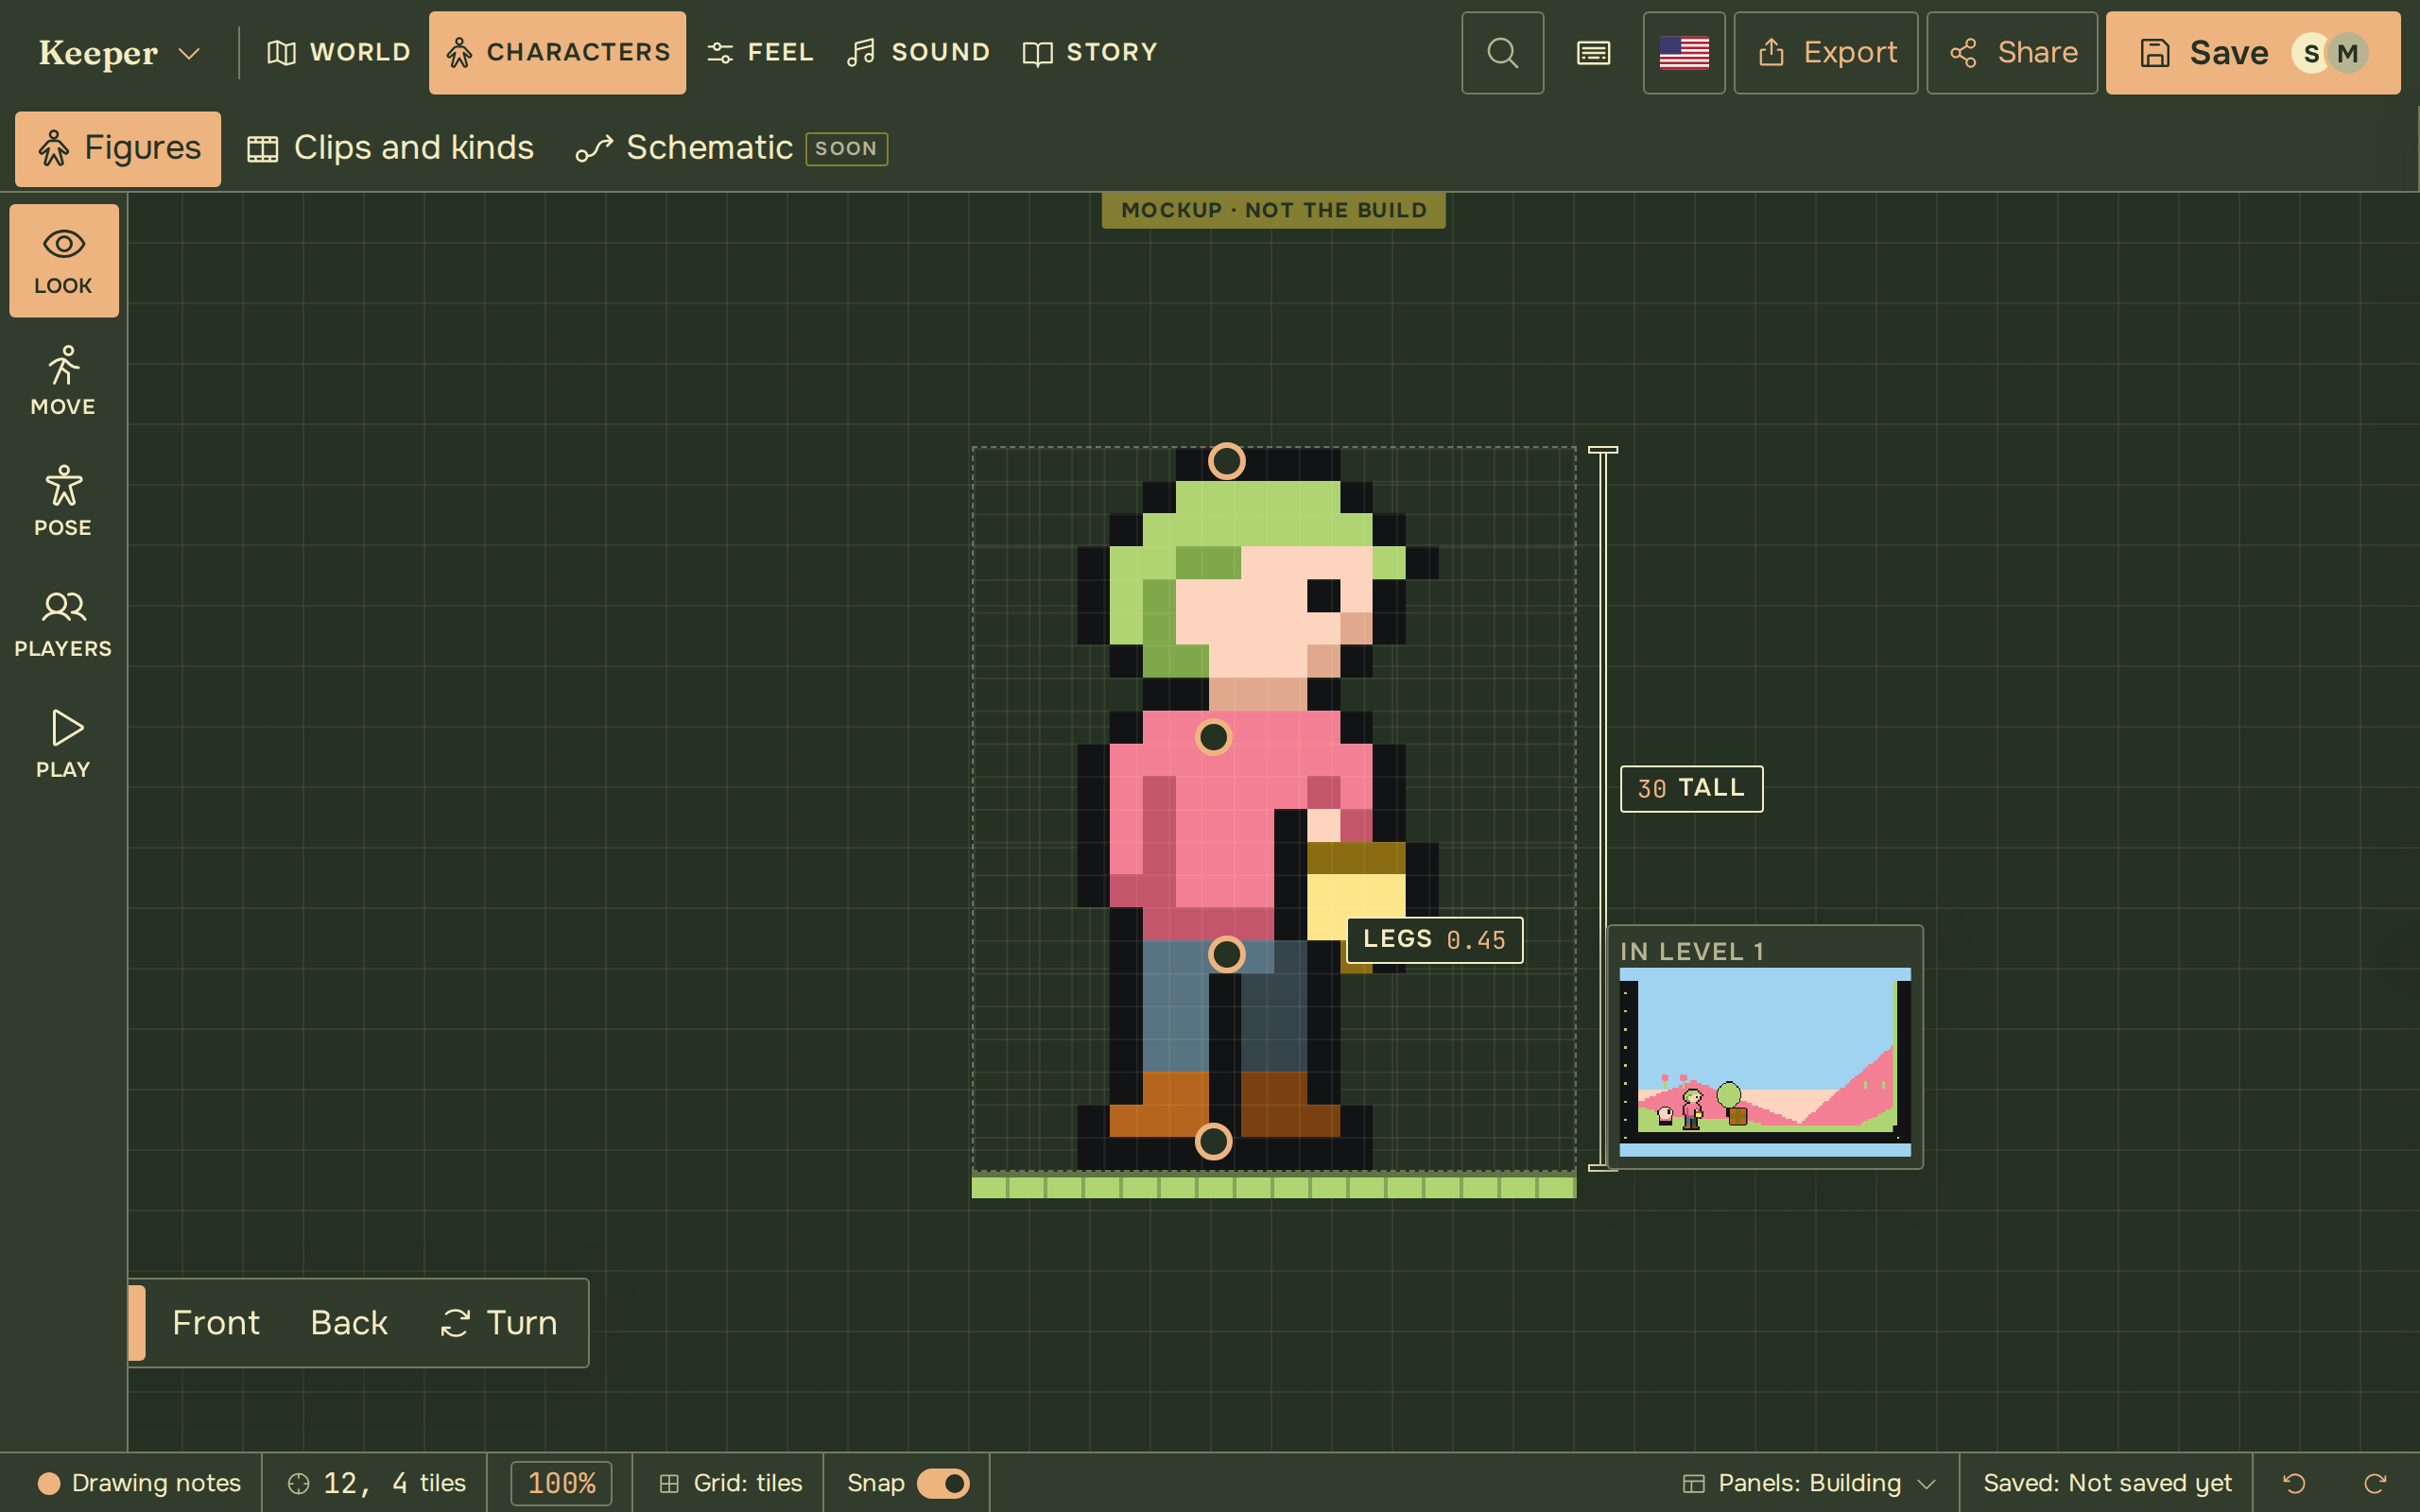 Keeper
WORLD
CHARACTERS
FEEL
SOUND
STORY
Export
Share
Save
S
M
Figures
Clips and kinds
Schematic
SOON
MOCKUP · NOT THE BUILD
LOOK
MOVE
POSE
PLAYERS
PLAY
30 TALL
LEGS 0.45
IN LEVEL 1
Front
Back
Turn
Drawing notes
12, 4 tiles
100%
Grid: tiles
Snap
Panels: Building
Saved: Not saved yet